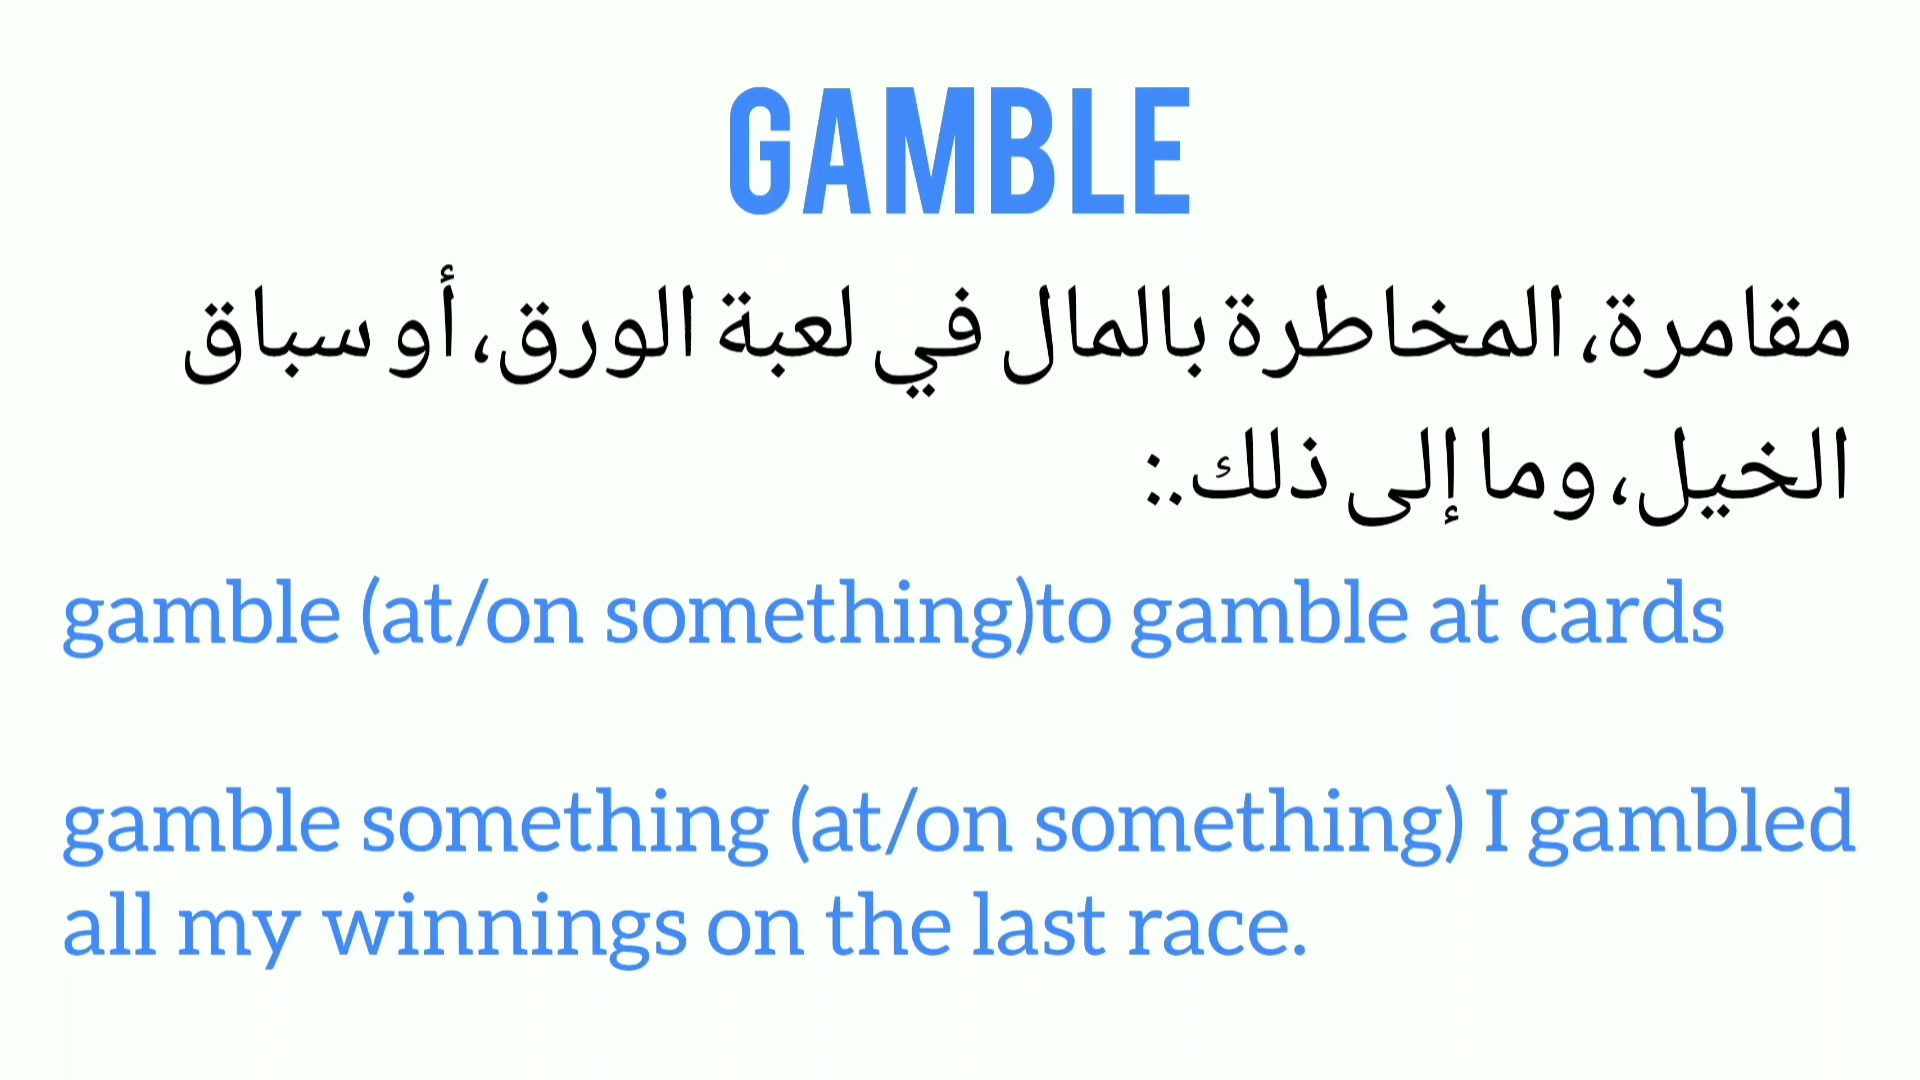 GAMBLE
مقامرة، المخاطرة بالمال في لعبة الورق، أو سباق
الخيل، وما إلى ذلك.:
gamble (at/on something)to gamble at cards
gamble something (at/on something) I gambled
all my winnings on the last race.